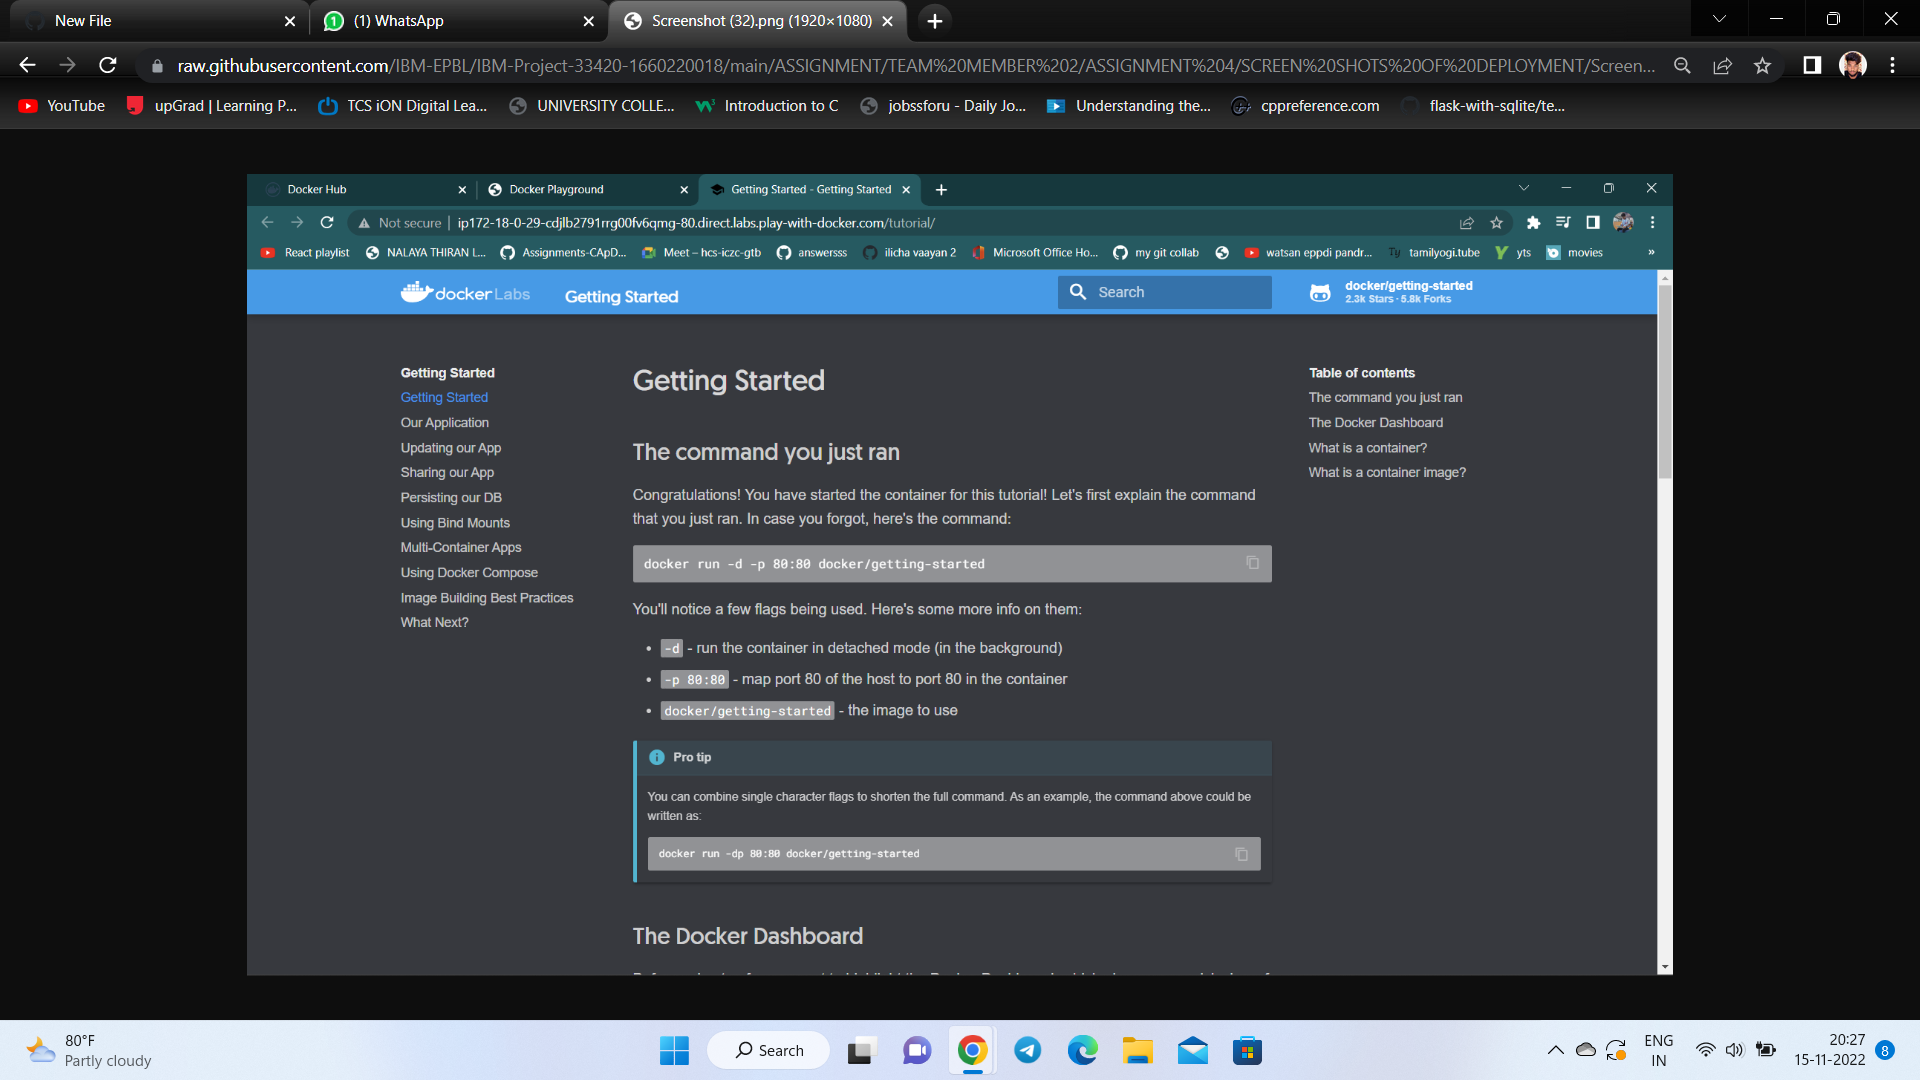 New File
(1) WhatsApp
Screenshot (32).png (1920×1080)
raw.githubusercontent.com/IBM-EPBL/IBM-Project-33420-1660220018/main/ASSIGNMENT/TEAM%20MEMBER%202/ASSIGNMENT%204/SCREEN%20SHOTS%20OF%20DEPLOYMENT/Screen...
YouTube
upGrad | Learning P...
TCS iON Digital Lea...
UNIVERSITY COLLE...
Introduction to C
jobssforu - Daily Jo...
Understanding the...
cppreference.com
flask-with-sqlite/te...
Docker Hub
Docker Playground
Getting Started - Getting Started
Not secure | ip172-18-0-29-cdjlb2791rrg00fv6qmg-80.direct.labs.play-with-docker.com/tutorial/
React playlist
NALAYA THIRAN L...
Assignments-CApD...
Meet – hcs-iczc-gtb
answersss
ilicha vaayan 2
Microsoft Office Ho...
my git collab
watsan eppdi pandr...
Ty tamilyogi.tube
yts
movies
»
docker Labs
Getting Started
Search
docker/getting-started
2.3k Stars · 5.8k Forks
Getting Started
Getting Started
Our Application
Updating our App
Sharing our App
Persisting our DB
Using Bind Mounts
Multi-Container Apps
Using Docker Compose
Image Building Best Practices
What Next?
Getting Started
The command you just ran
Congratulations! You have started the container for this tutorial! Let's first explain the command
that you just ran. In case you forgot, here's the command:
docker run -d -p 80:80 docker/getting-started
You'll notice a few flags being used. Here's some more info on them:
• -d - run the container in detached mode (in the background)
• -p 80:80 - map port 80 of the host to port 80 in the container
• docker/getting-started - the image to use
Pro tip
You can combine single character flags to shorten the full command. As an example, the command above could be
written as:
docker run -dp 80:80 docker/getting-started
The Docker Dashboard
Table of contents
The command you just ran
The Docker Dashboard
What is a container?
What is a container image?
80°F
Partly cloudy
Search
ENG
IN
20:27
15-11-2022
8